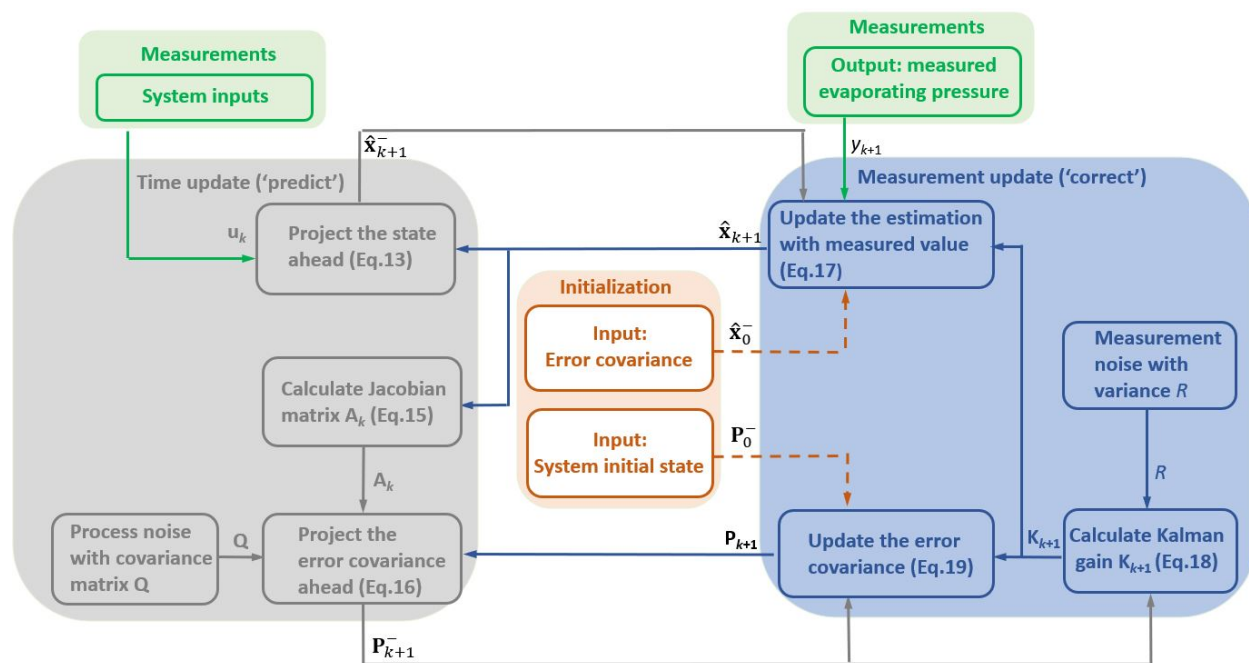 Measurements
System inputs
Measurements
Output: measured
evaporating pressure
x̂⁻ₖ₊₁
yₖ₊₁
Time update (‘predict’)
Measurement update (‘correct’)
uₖ
Project the state
ahead (Eq.13)
x̂ₖ₊₁
Update the estimation
with measured value
(Eq.17)
Initialization
Input:
Error covariance
x̂⁻₀
Measurement
noise with
variance R
Calculate Jacobian
matrix Aₖ (Eq.15)
Input:
System initial state
P⁻₀
Aₖ
R
Process noise
with covariance
matrix Q
Q
Project the
error covariance
ahead (Eq.16)
Pₖ₊₁
Update the error
covariance (Eq.19)
Kₖ₊₁
Calculate Kalman
gain Kₖ₊₁ (Eq.18)
P⁻ₖ₊₁